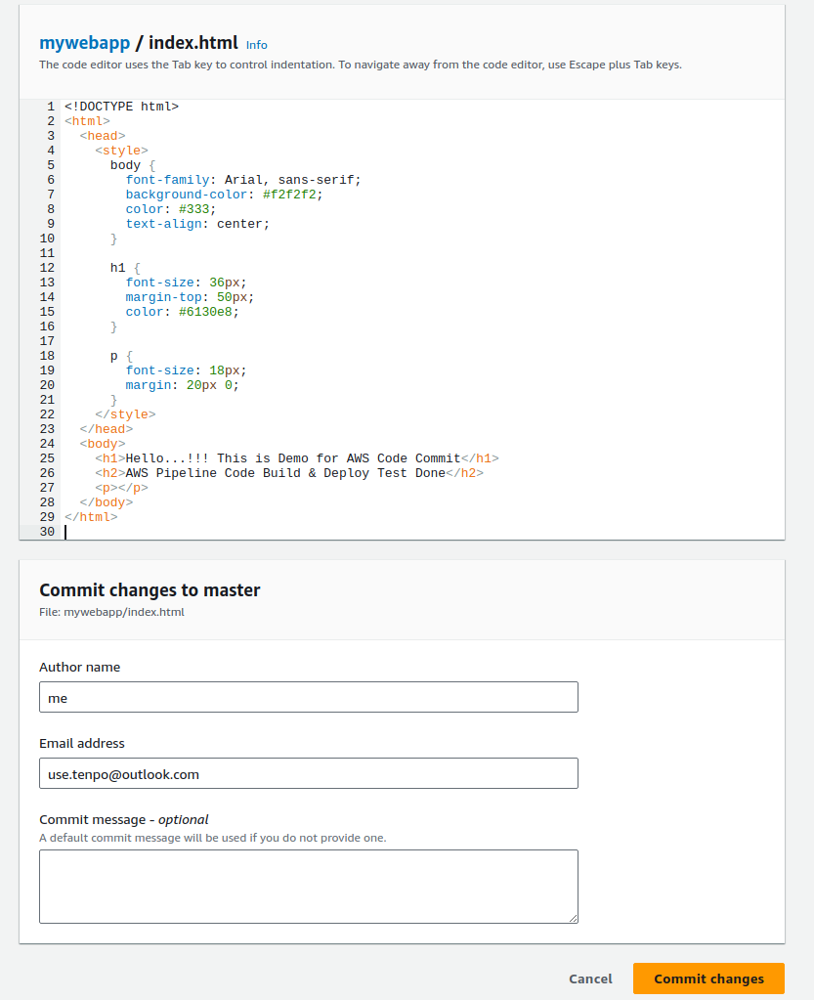 mywebapp / index.html Info
The code editor uses the Tab key to control indentation. To navigate away from the code editor, use Escape plus Tab keys.
1 <!DOCTYPE html>
2 <html>
3   <head>
4     <style>
5       body {
6         font-family: Arial, sans-serif;
7         background-color: #f2f2f2;
8         color: #333;
9         text-align: center;
10       }
11
12       h1 {
13         font-size: 36px;
14         margin-top: 50px;
15         color: #6130e8;
16       }
17
18       p {
19         font-size: 18px;
20         margin: 20px 0;
21       }
22     </style>
23   </head>
24   <body>
25     <h1>Hello...!!! This is Demo for AWS Code Commit</h1>
26     <h2>AWS Pipeline Code Build & Deploy Test Done</h2>
27     <p></p>
28   </body>
29 </html>
30
Commit changes to master
File: mywebapp/index.html
Author name
me
Email address
use.tenpo@outlook.com
Commit message - optional
A default commit message will be used if you do not provide one.
Cancel Commit changes